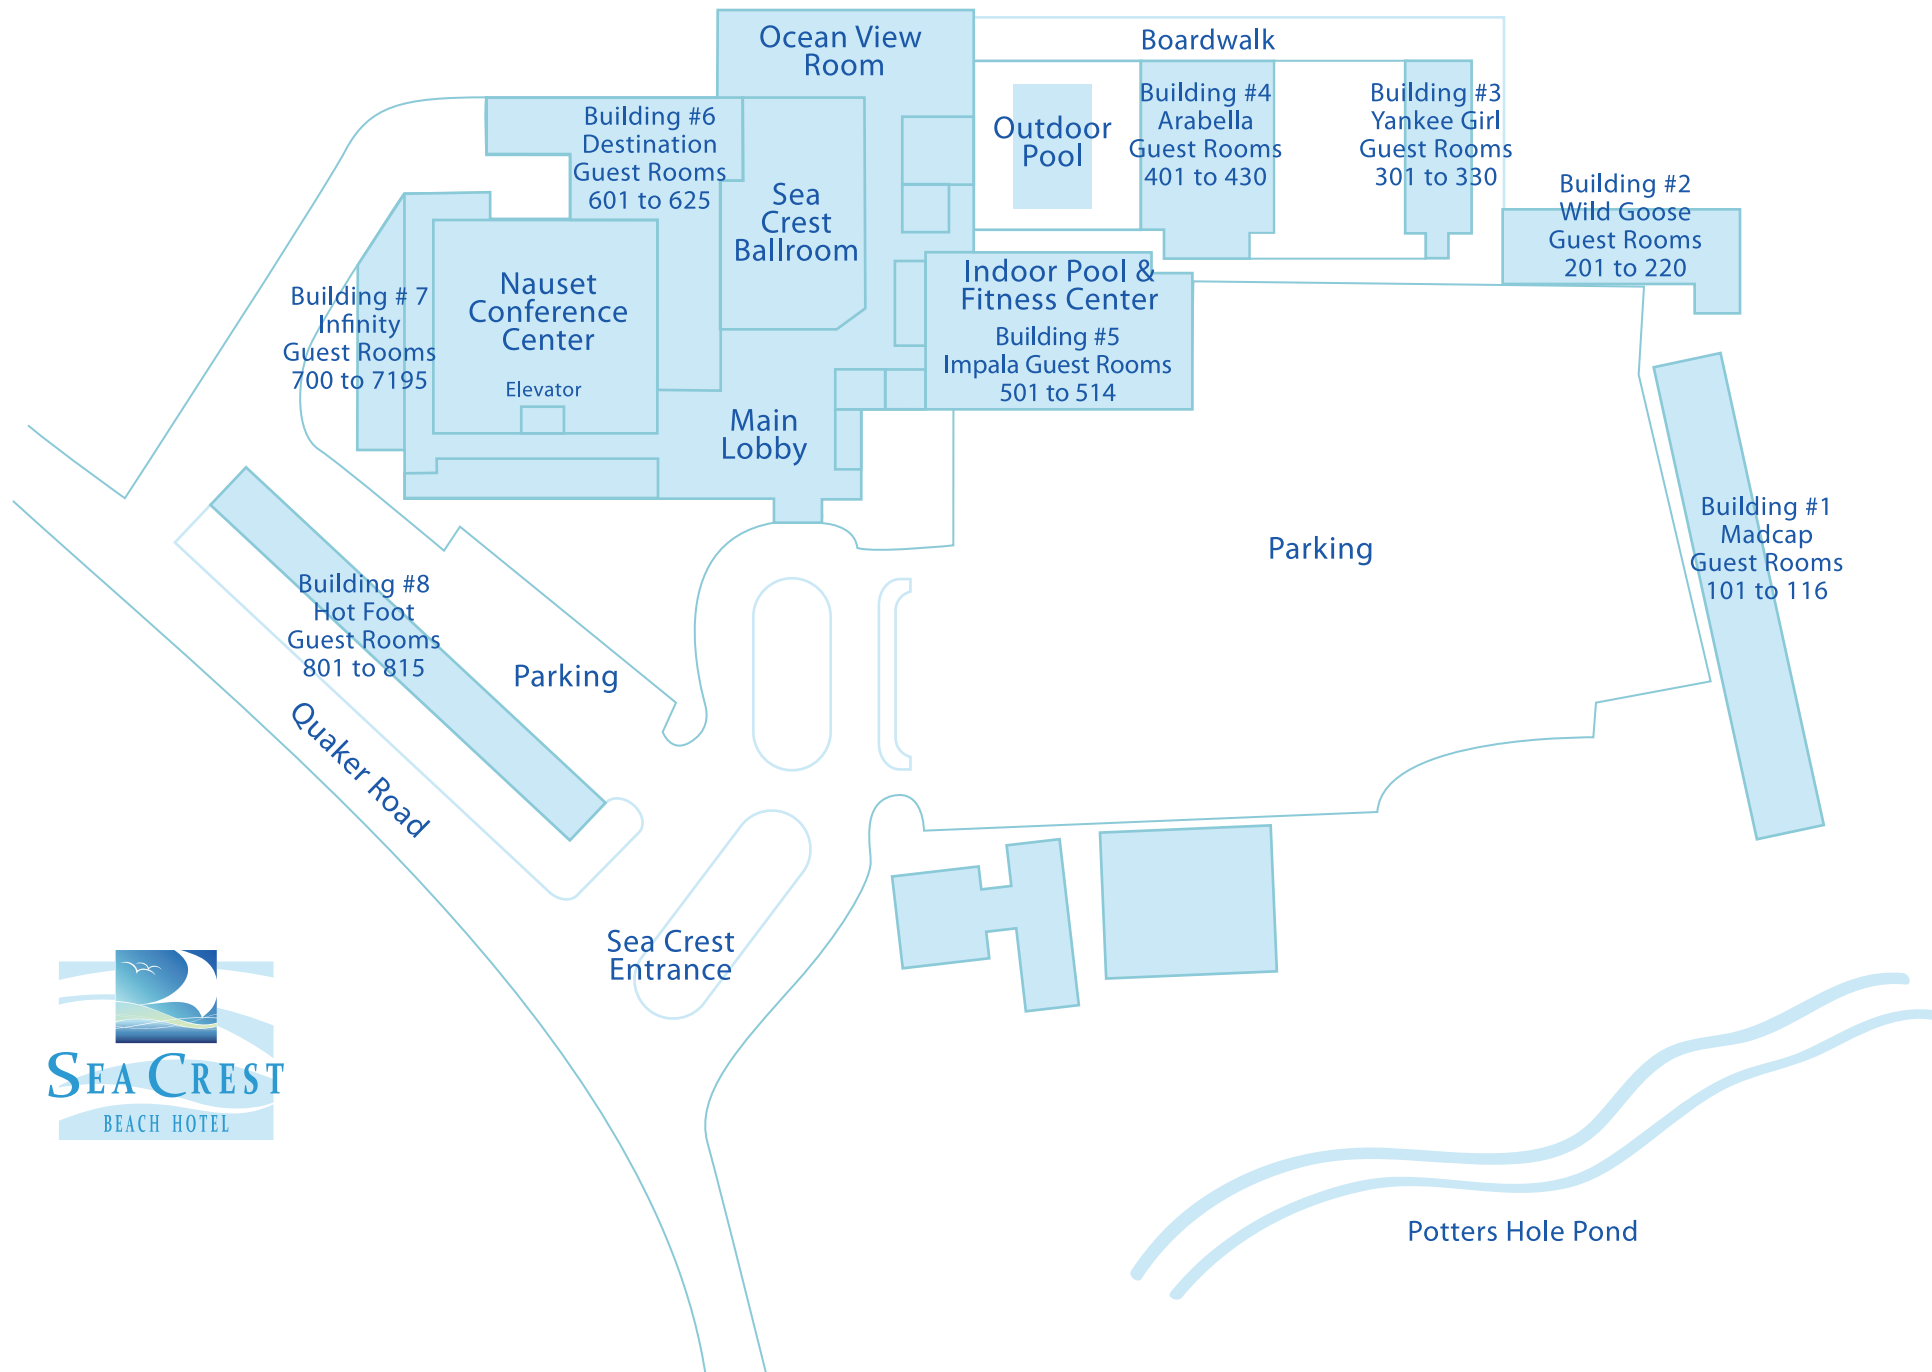 Ocean View
Room
Boardwalk
Building #6
Destination
Guest Rooms
601 to 625
Sea
Crest
Ballroom
Outdoor
Pool
Building #4
Arabella
Guest Rooms
401 to 430
Building #3
Yankee Girl
Guest Rooms
301 to 330
Building #2
Wild Goose
Guest Rooms
201 to 220
Building # 7
Infinity
Guest Rooms
700 to 7195
Nauset
Conference
Center
Elevator
Indoor Pool &
Fitness Center
Building #5
Impala Guest Rooms
501 to 514
Main
Lobby
Building #1
Madcap
Guest Rooms
101 to 116
Parking
Building #8
Hot Foot
Guest Rooms
801 to 815
Parking
Quaker Road
Sea Crest
Entrance
SEA CREST
BEACH HOTEL
Potters Hole Pond